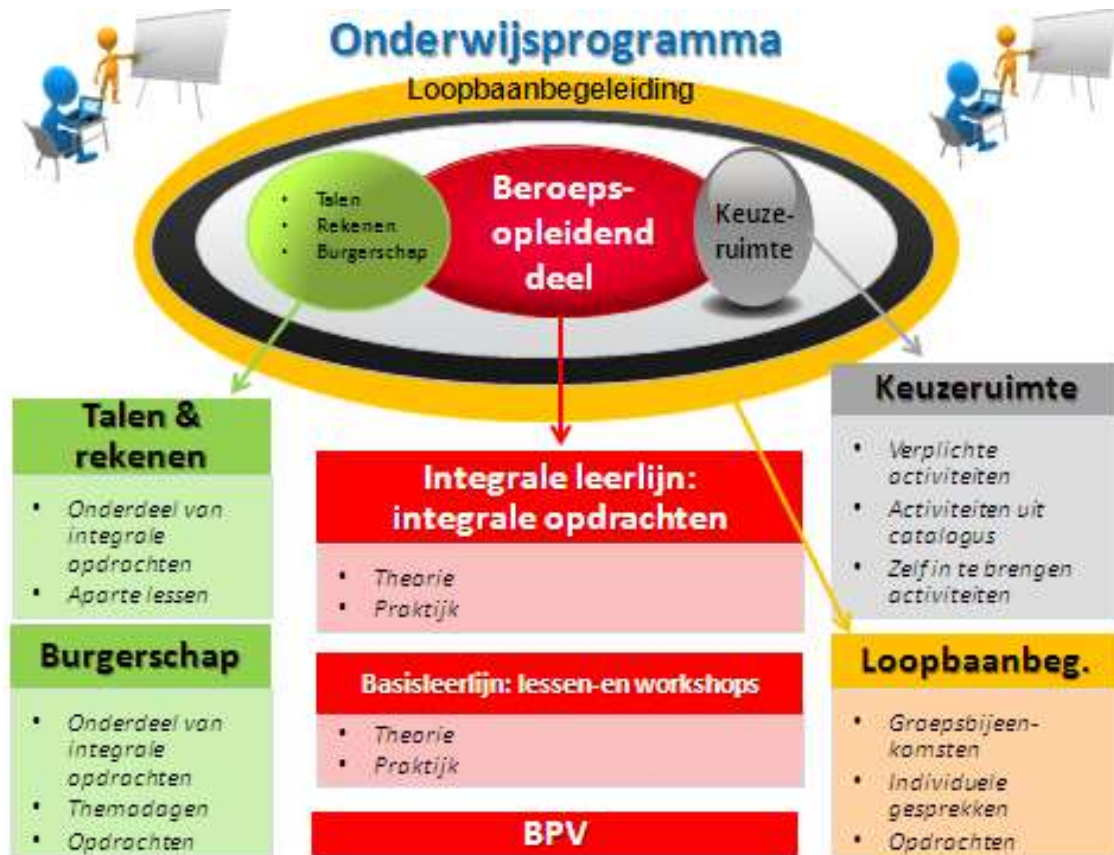 Onderwijsprogramma
Loopbaanbegeleiding
• Talen
• Rekenen
• Burgerschap
Beroeps-
opleidend
deel
Keuze-
ruimte
Talen &
rekenen
• Onderdeel van
integrale
opdrachten
• Aparte lessen
Burgerschap
• Onderdeel van
integrale
opdrachten
• Themadagen
• Opdrachten
Integrale leerlijn:
integrale opdrachten
• Theorie
• Praktijk
Basisleerlijn: lessen-en workshops
• Theorie
• Praktijk
BPV
Keuzeruimte
• Verplichte
activiteiten
• Activiteiten uit
catalogus
• Zelf in te brengen
activiteiten
Loopbaanbeg.
• Groepsbijeen-
komsten
• Individuele
gesprekken
• Opdrachten